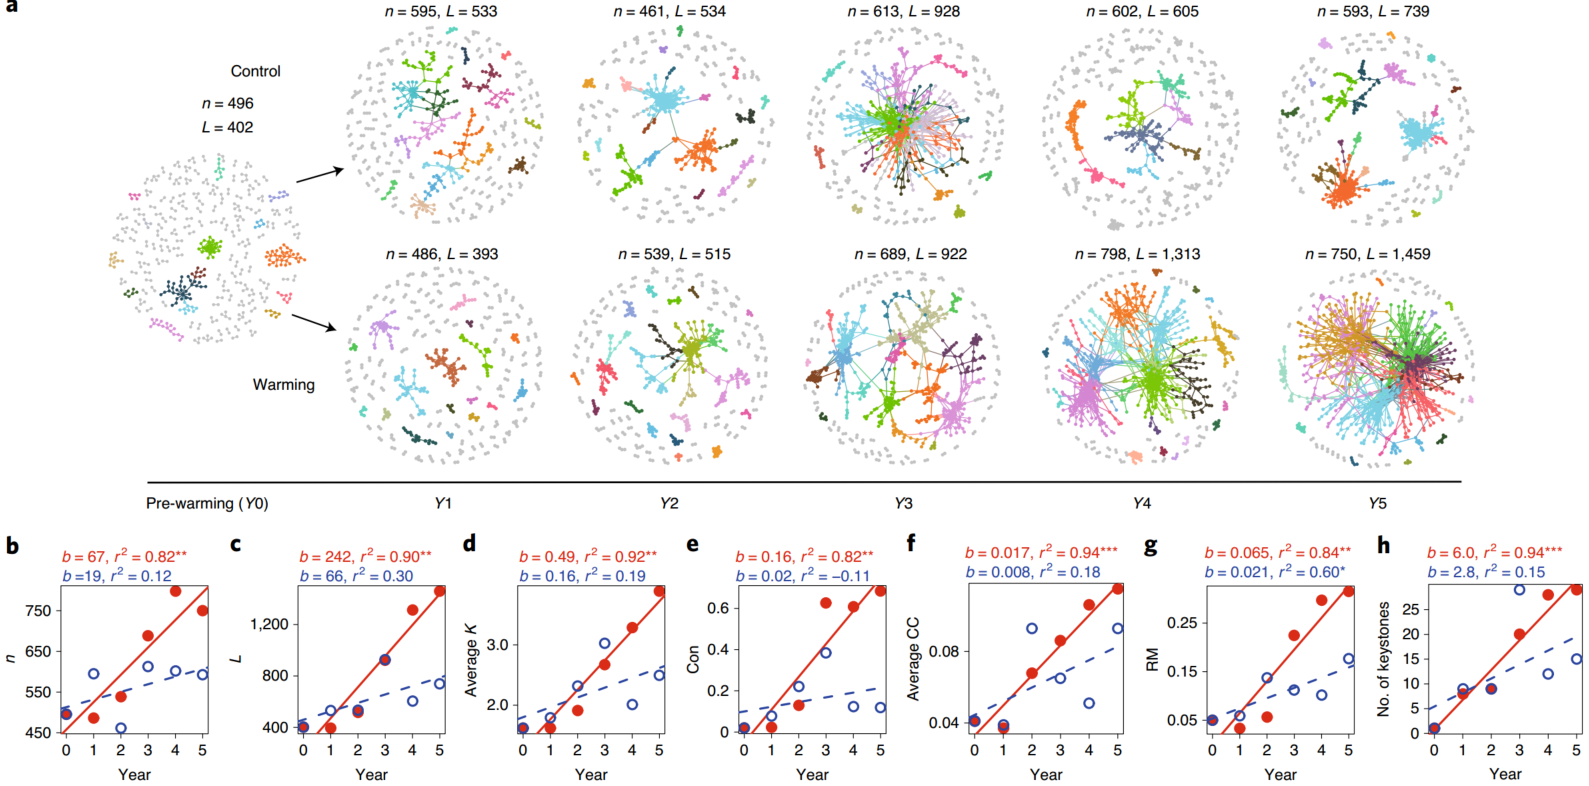 a
n = 595, L = 533
n = 461, L = 534
n = 613, L = 928
n = 602, L = 605
n = 593, L = 739
Control
n = 496
L = 402
n = 486, L = 393
n = 539, L = 515
n = 689, L = 922
n = 798, L = 1,313
n = 750, L = 1,459
Warming
Pre-warming (Y0)
Y1
Y2
Y3
Y4
Y5
b
b = 67, r² = 0.82**
b =19, r² = 0.12
n
750
650
550
450
0 1 2 3 4 5
Year
c
b = 242, r² = 0.90**
b = 66, r² = 0.30
L
1,200
800
400
0 1 2 3 4 5
Year
d
b = 0.49, r² = 0.92**
b = 0.16, r² = 0.19
Average K
3.0
2.0
0 1 2 3 4 5
Year
e
b = 0.16, r² = 0.82**
b = 0.02, r² = –0.11
Con
0.6
0.4
0.2
0
0 1 2 3 4 5
Year
f
b = 0.017, r² = 0.94***
b = 0.008, r² = 0.18
Average CC
0.08
0.04
0 1 2 3 4 5
Year
g
b = 0.065, r² = 0.84**
b = 0.021, r² = 0.60*
RM
0.25
0.15
0.05
0 1 2 3 4 5
Year
h
b = 6.0, r² = 0.94***
b = 2.8, r² = 0.15
No. of keystones
25
20
15
10
5
0
0 1 2 3 4 5
Year